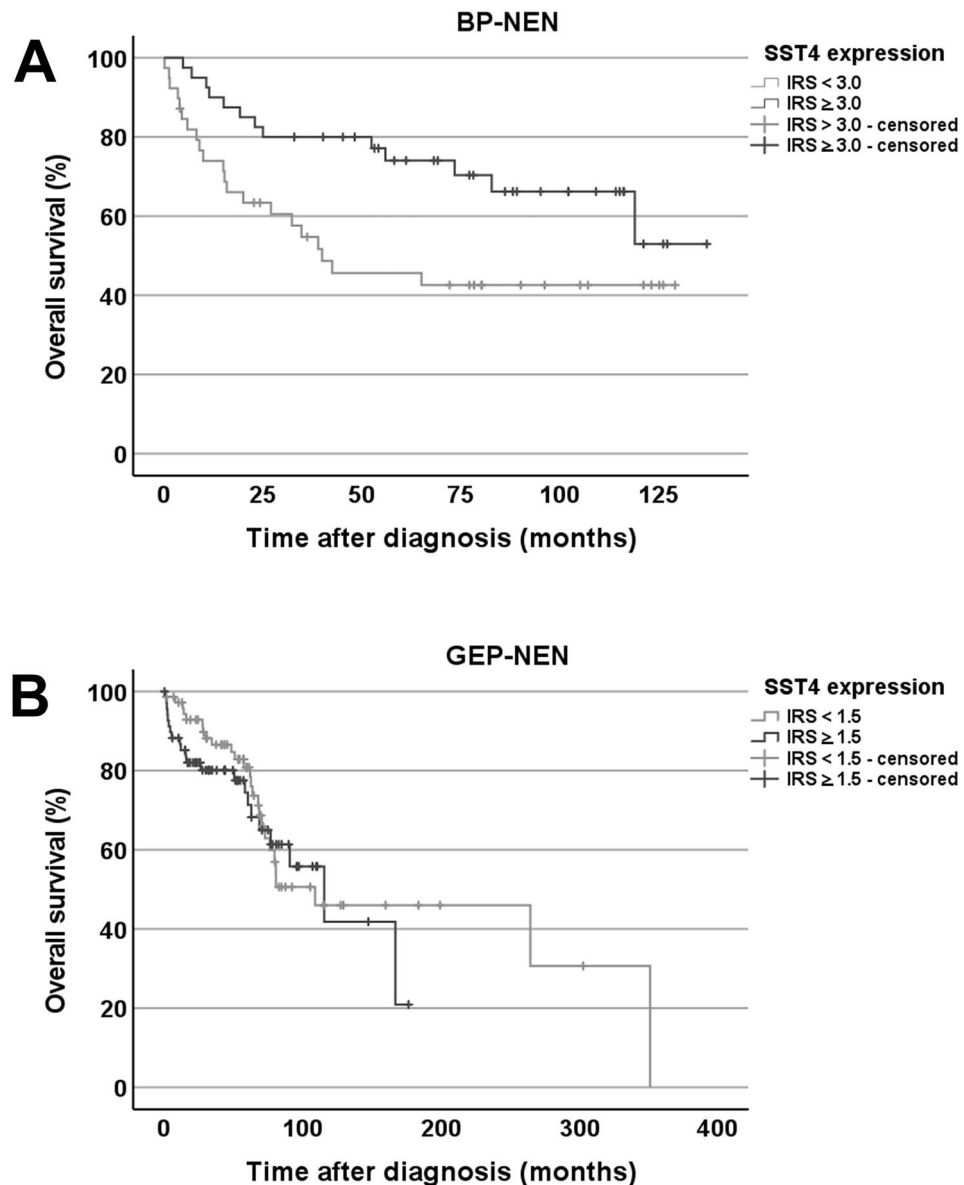 A
BP-NEN
SST4 expression
IRS < 3.0
IRS ≥ 3.0
IRS > 3.0 - censored
IRS ≥ 3.0 - censored
Overall survival (%)
100
80
60
40
20
0
0 25 50 75 100 125
Time after diagnosis (months)
B
GEP-NEN
SST4 expression
IRS < 1.5
IRS ≥ 1.5
IRS < 1.5 - censored
IRS ≥ 1.5 - censored
Overall survival (%)
100
80
60
40
20
0
0 100 200 300 400
Time after diagnosis (months)